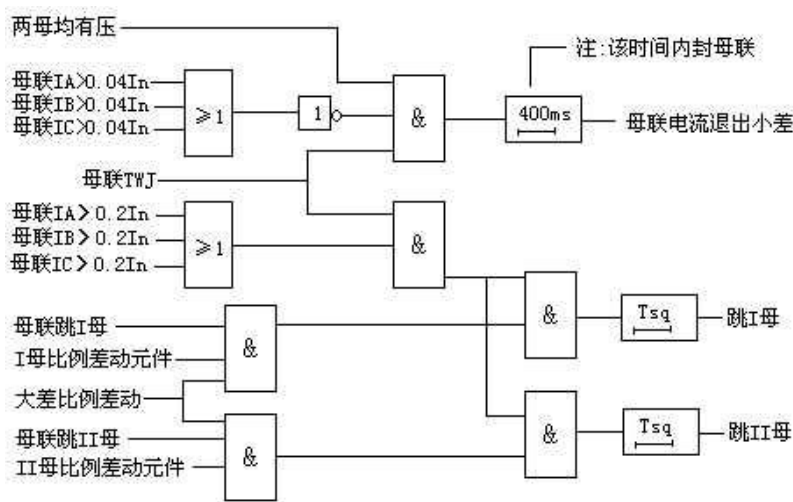 两母均有压
注:该时间内封母联
母联IA>0.04In
母联IB>0.04In
母联IC>0.04In
≥1
1
&
400ms
母联电流退出小差
母联TWJ
母联IA>0.2In
母联IB>0.2In
母联IC>0.2In
≥1
&
母联跳I母
I母比例差动元件
&
&
Tsq
跳I母
大差比例差动
母联跳II母
II母比例差动元件
&
&
Tsq
跳II母